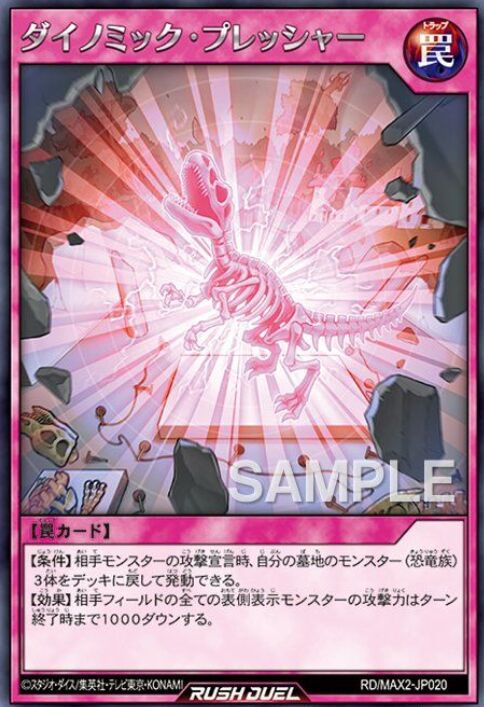 ダイノミック・プレッシャー
トラップ
罠
SAMPLE
【罠カード】
【条件】相手モンスターの攻撃宣言時、自分の墓地のモンスター(恐竜族)
3体をデッキに戻して発動できる。
【効果】相手フィールドの全ての表側表示モンスターの攻撃力はターン
終了時まで1000ダウンする。
©スタジオ・ダイス/集英社・テレビ東京・KONAMI
RUSH DUEL
RD/MAX2-JP020